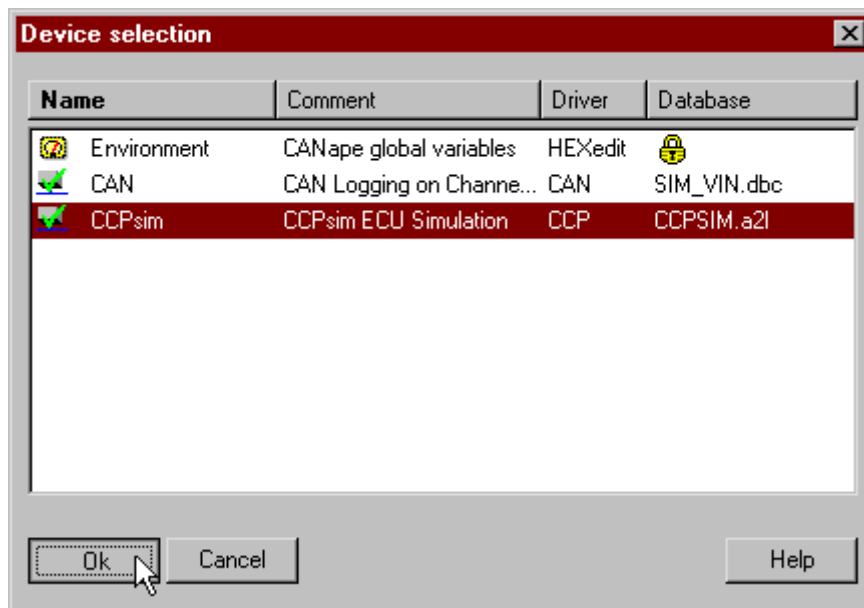 Device selection
Name Comment Driver Database
Environment CANape global variables HEXedit
CAN CAN Logging on Channe... CAN SIM_VIN.dbc
CCPsim CCPsim ECU Simulation CCP CCPSIM.a2l
Ok Cancel Help